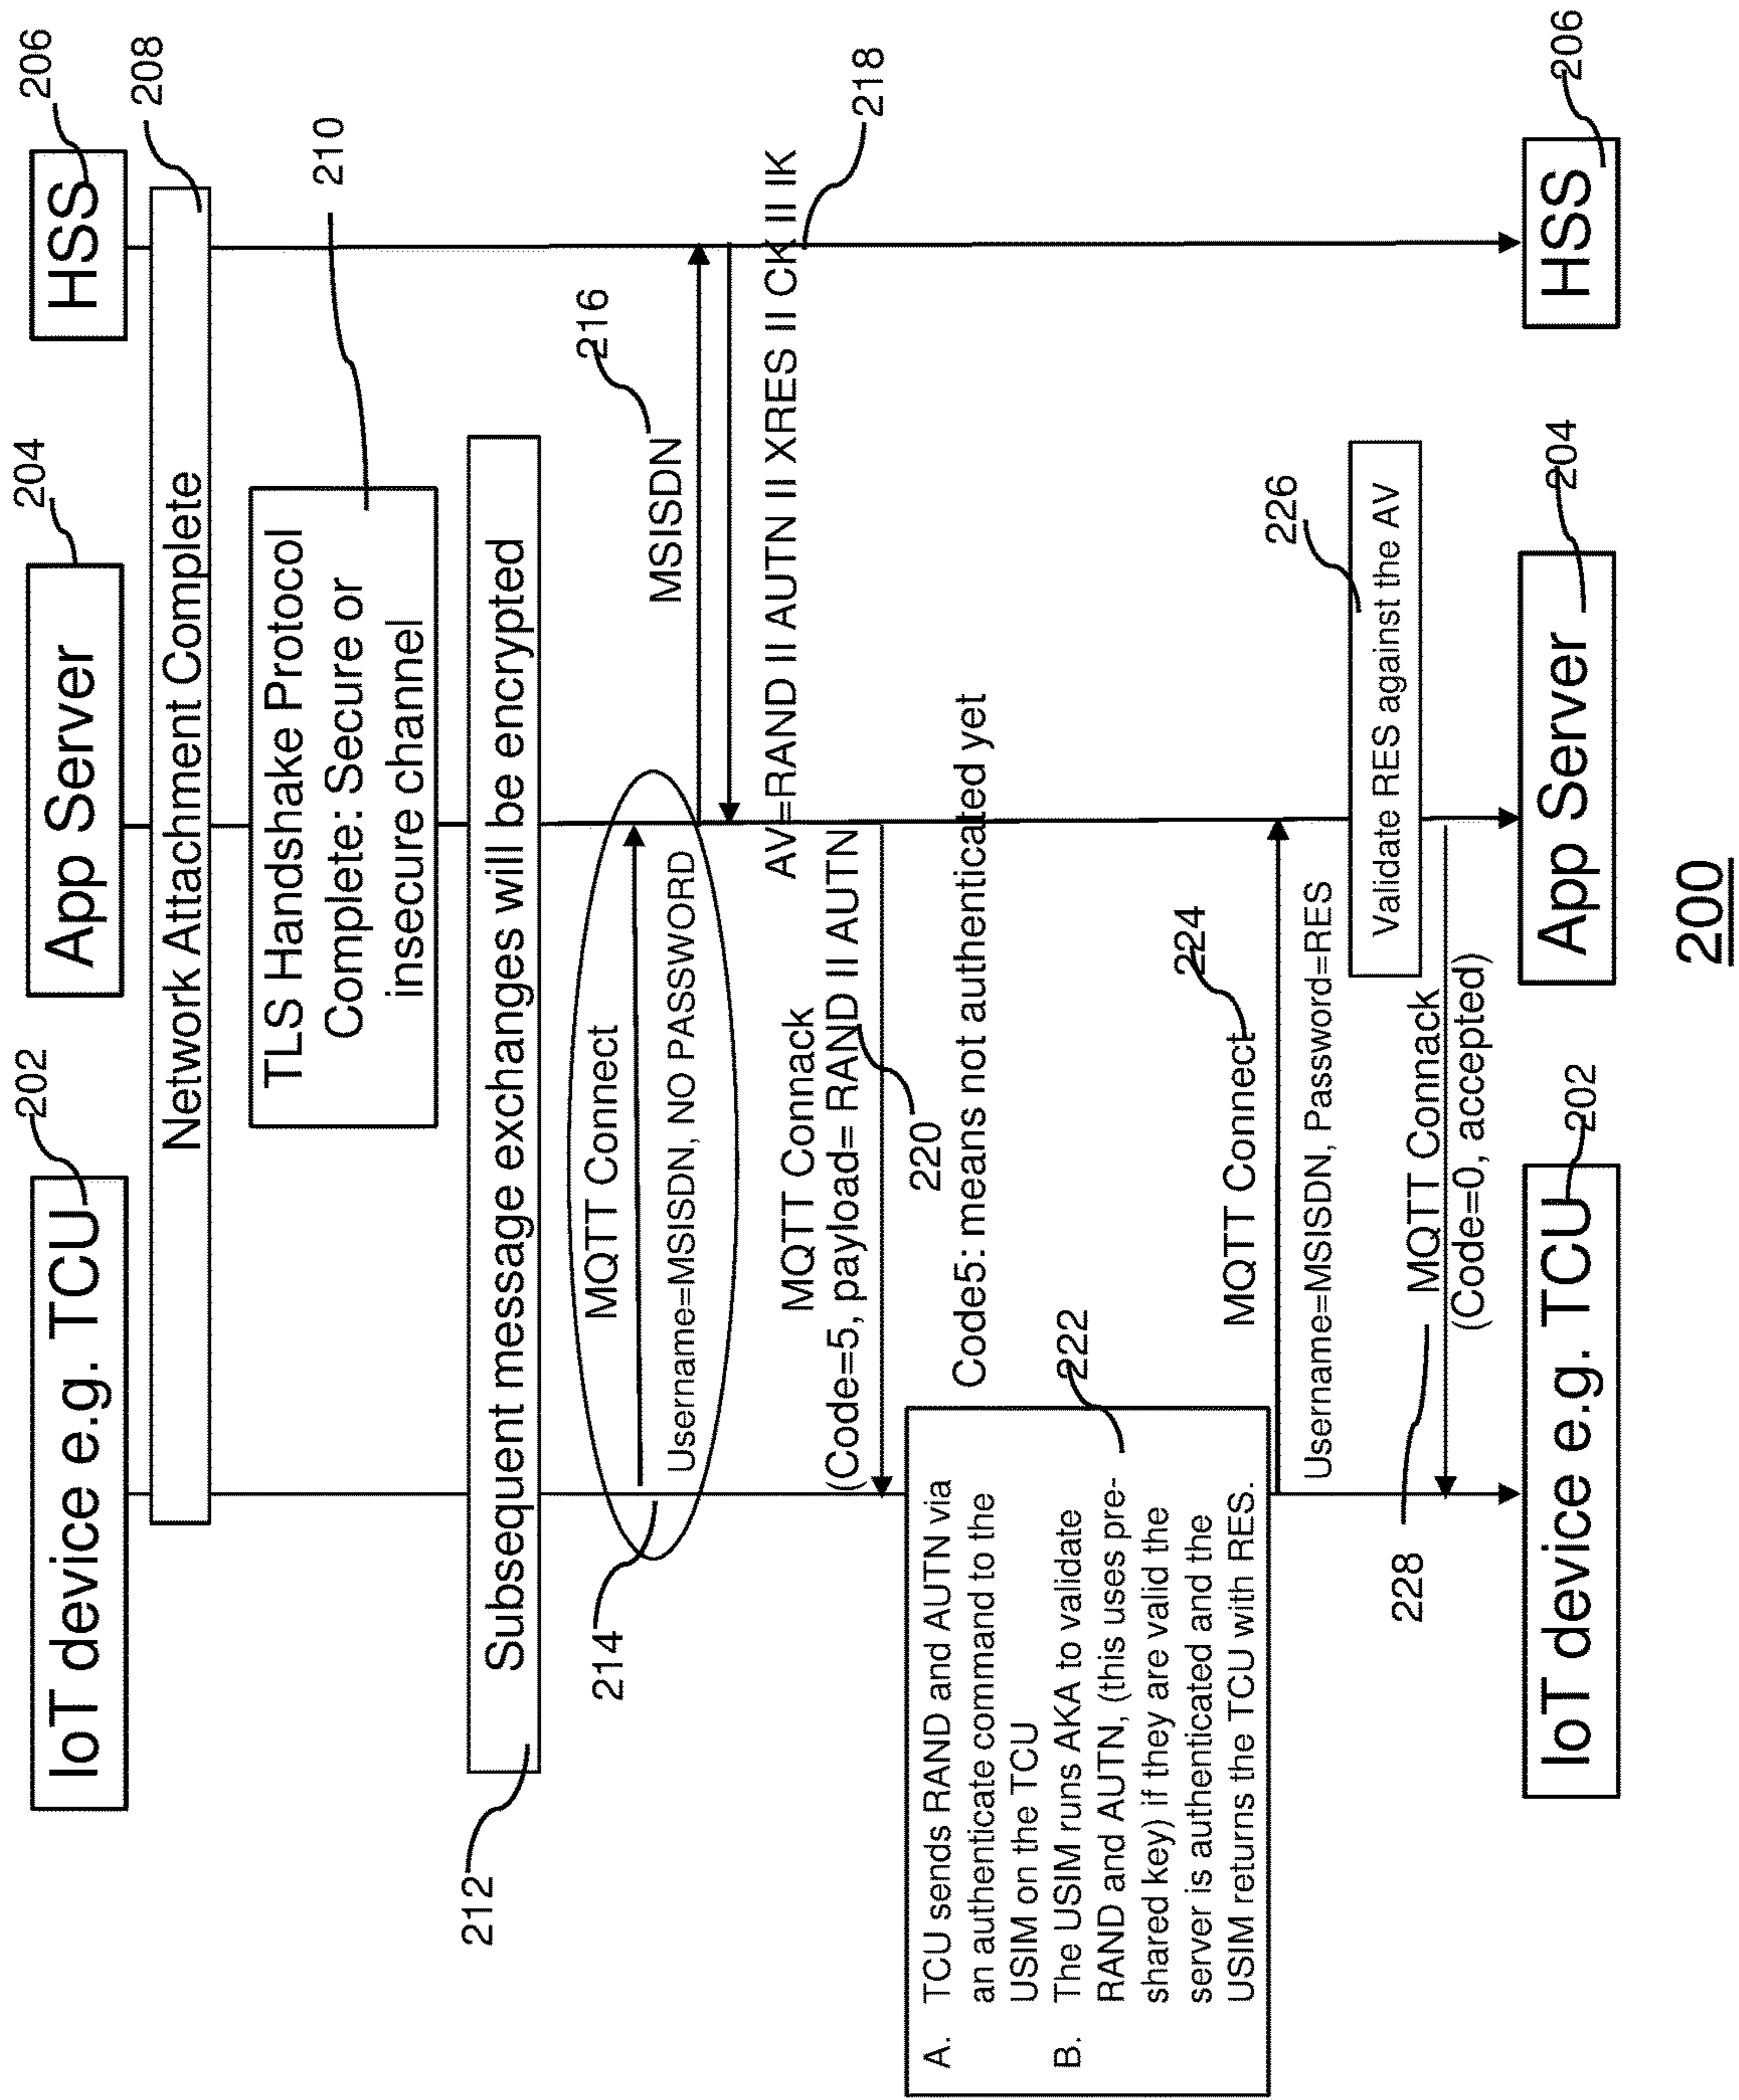 IoT device e.g. TCU
202
App Server
204
HSS
206
Network Attachment Complete
208
TLS Handshake Protocol
Complete: Secure or
insecure channel
210
Subsequent message exchanges will be encrypted
212
MQTT Connect
Username=MSISDN, NO PASSWORD
214
MSISDN
216
AV=RAND II AUTN II XRES II CK II IK
218
MQTT Connack
(Code=5, payload= RAND II AUTN
220
Code5: means not authenticated yet
A. TCU sends RAND and AUTN via
an authenticate command to the
USIM on the TCU
B. The USIM runs AKA to validate
RAND and AUTN, (this uses pre-
shared key) if they are valid the
server is authenticated and the
USIM returns the TCU with RES.
222
MQTT Connect
224
Username=MSISDN, Password=RES
226
Validate RES against the AV
MQTT Connack
(Code=0, accepted)
228
IoT device e.g. TCU
202
App Server
204
HSS
206
200